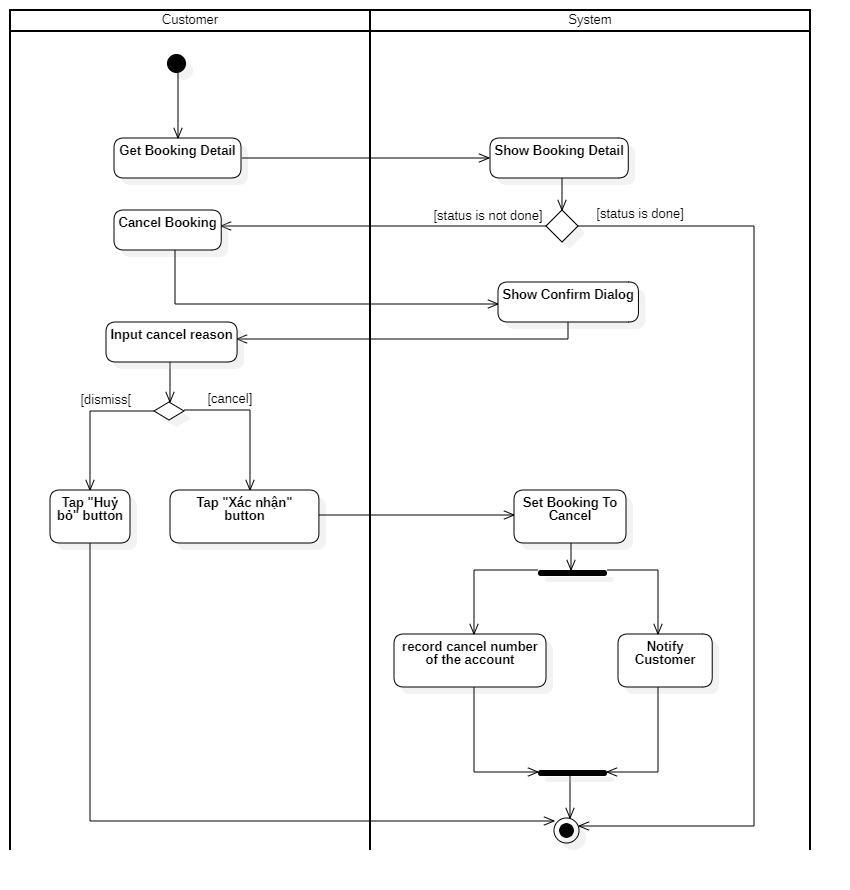 Customer
System
Get Booking Detail
Show Booking Detail
Cancel Booking
[status is not done]
[status is done]
Show Confirm Dialog
Input cancel reason
[dismiss[
[cancel]
Tap "Huỷ
bỏ" button
Tap "Xác nhận"
button
Set Booking To
Cancel
record cancel number
of the account
Notify
Customer